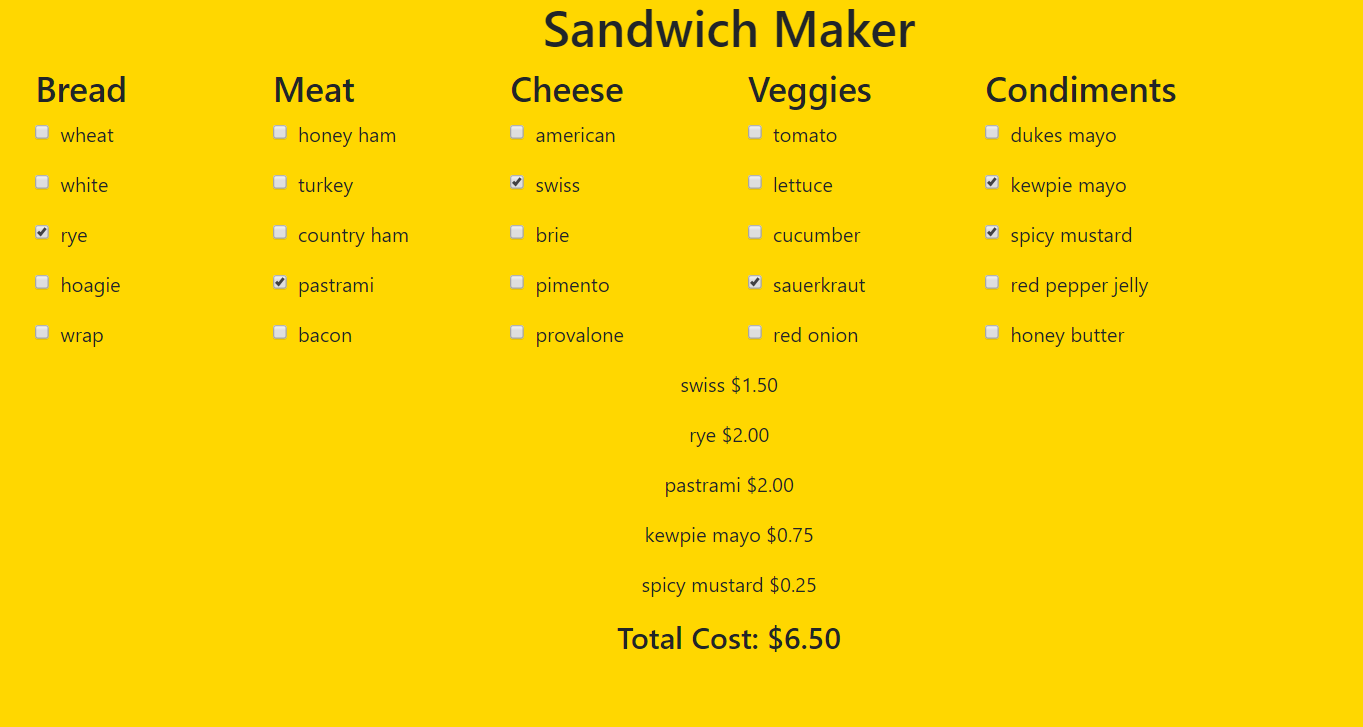 Sandwich Maker
Bread
wheat
white
rye
hoagie
wrap
Meat
honey ham
turkey
country ham
pastrami
bacon
Cheese
american
swiss
brie
pimento
provalone
Veggies
tomato
lettuce
cucumber
sauerkraut
red onion
Condiments
dukes mayo
kewpie mayo
spicy mustard
red pepper jelly
honey butter
swiss $1.50
rye $2.00
pastrami $2.00
kewpie mayo $0.75
spicy mustard $0.25
Total Cost: $6.50